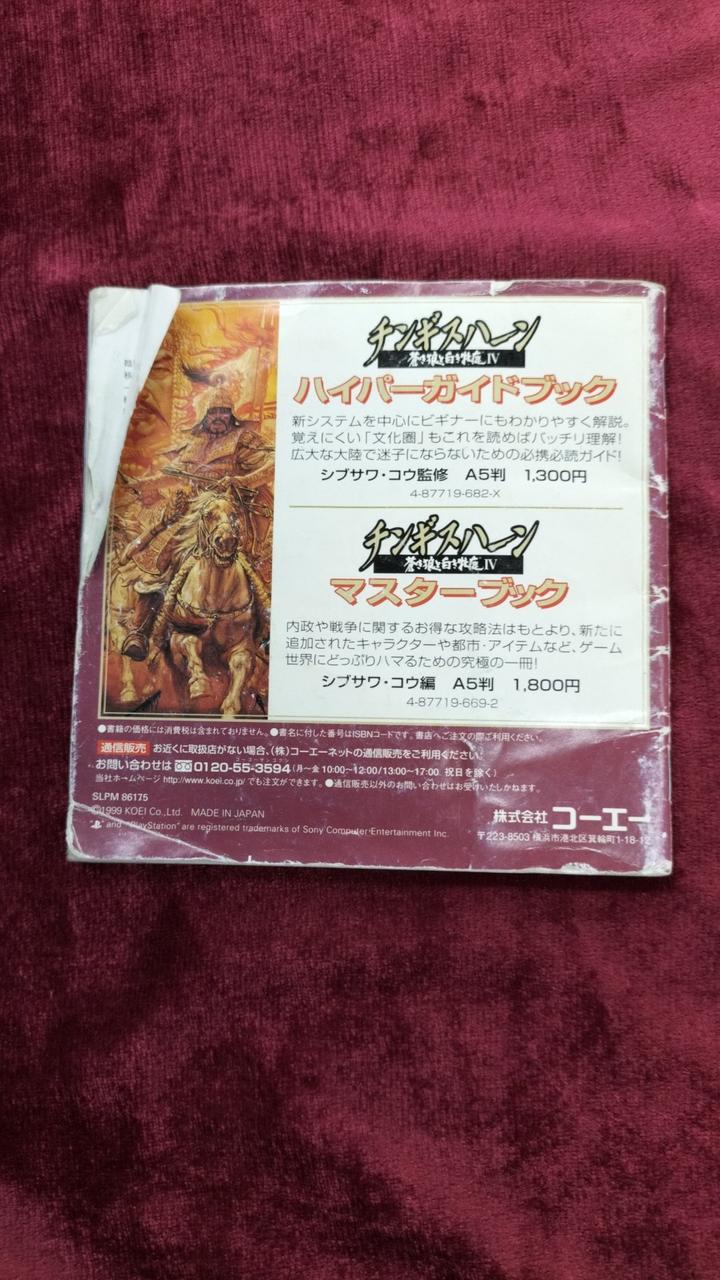 チンギスハーン
蒼き狼と白き牝鹿IV
ハイパーガイドブック
新システムを中心にビギナーにもわかりやすく解説。
覚えにくい「文化圏」もこれを読めばバッチリ理解!
広大な大陸で迷子にならないための必携必読ガイド!
シブサワ・コウ監修 A5判 1,300円
4-87719-682-X
チンギスハーン
蒼き狼と白き牝鹿IV
マスターブック
内政や戦争に関するお得な攻略法はもとより、新たに
追加されたキャラクターや都市・アイテムなど、ゲーム
世界にどっぷりハマるための究極の一冊!
シブサワ・コウ編 A5判 1,800円
4-87719-669-2
●書籍の価格には消費税は含まれておりません。●書名に付した番号はISBNコードです。書店へご注文の際ご利用ください。
通信販売 お近くに取扱店がない場合、(株)コーエーネットの通信販売をご利用ください。
お問い合わせは 0120-55-3594 (月~金 10:00~12:00/13:00~17:00 祝日を除く)
当社ホームページ http://www.koei.co.jp/ でも注文ができます。●通信販売以外のお問い合わせはお受けいたしかねます。
SLPM 86175
©1999 KOEI Co.,Ltd. MADE IN JAPAN
and "PlayStation" are registered trademarks of Sony Computer Entertainment Inc.
株式会社 コーエー
〒223-8503 横浜市港北区箕輪町1-18-12